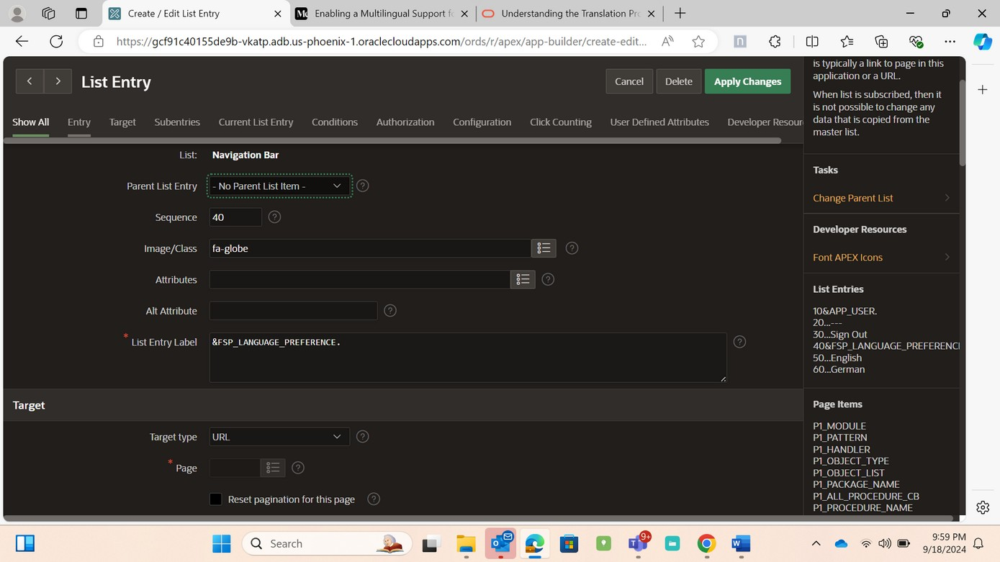 Create / Edit List Entry
Enabling a Multilingual Support fo
Understanding the Translation Pro
https://gcf91c40155de9b-vkatp.adb.us-phoenix-1.oraclecloudapps.com/ords/r/apex/app-builder/create-edit...
List Entry
Cancel
Delete
Apply Changes
Show All
Entry
Target
Subentries
Current List Entry
Conditions
Authorization
Configuration
Click Counting
User Defined Attributes
Developer Resour
List: Navigation Bar
Parent List Entry - No Parent List Item -
Sequence 40
Image/Class fa-globe
Attributes
Alt Attribute
* List Entry Label &FSP_LANGUAGE_PREFERENCE.
Target
Target type URL
* Page
Reset pagination for this page
is typically a link to page in this
application or a URL.
When list is subscribed, then it
is not possible to change any
data that is copied from the
master list.
Tasks
Change Parent List
Developer Resources
Font APEX Icons
List Entries
10&APP_USER.
20...---
30...Sign Out
40&FSP_LANGUAGE_PREFERENCE
50...English
60...German
Page Items
P1_MODULE
P1_PATTERN
P1_HANDLER
P1_OBJECT_TYPE
P1_OBJECT_LIST
P1_PACKAGE_NAME
P1_ALL_PROCEDURE_CB
P1_PROCEDURE_NAME
Search
9+
9:59 PM
9/18/2024